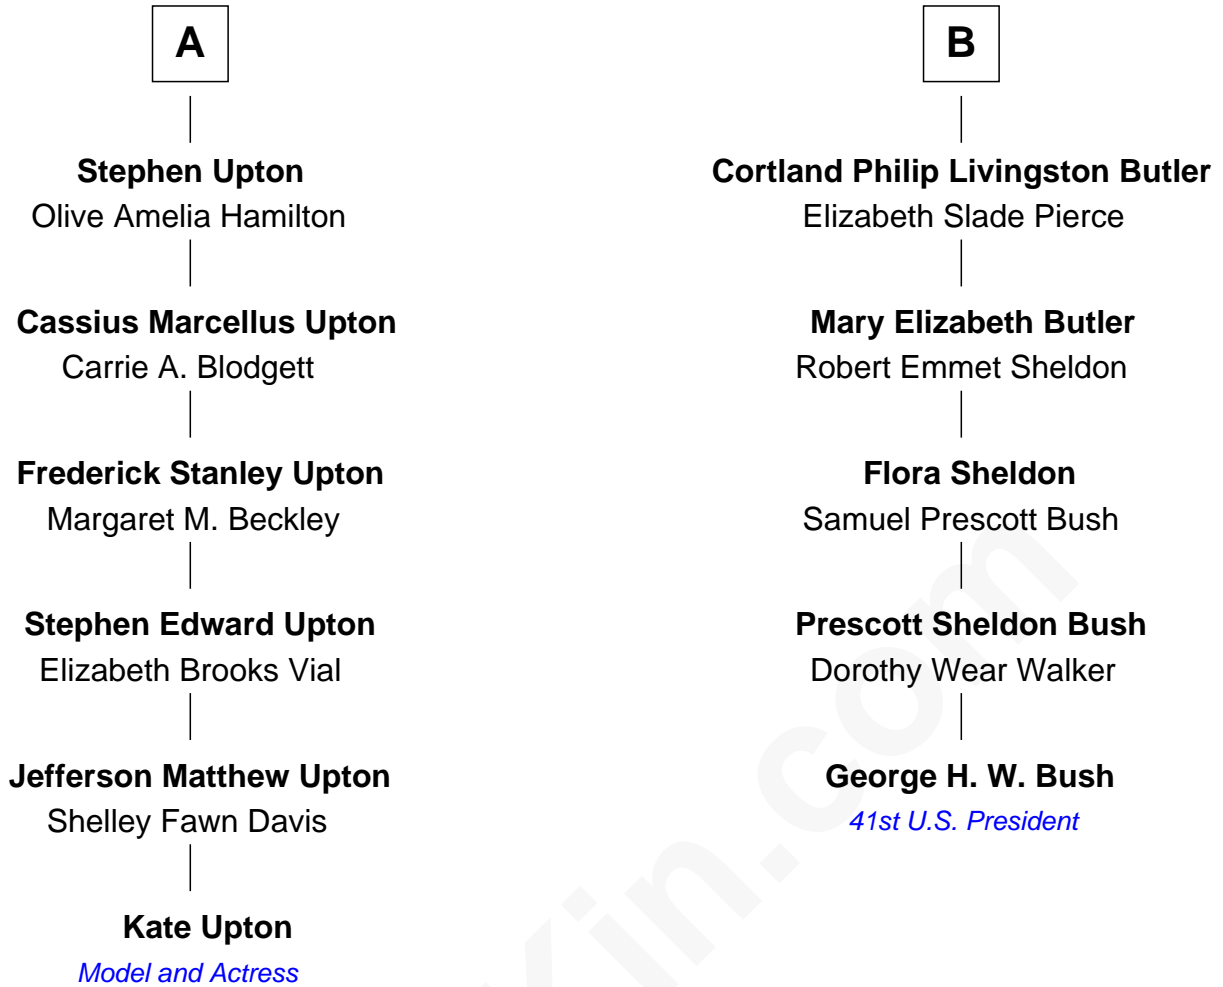 A
Stephen Upton
Olive Amelia Hamilton
Cassius Marcellus Upton
Carrie A. Blodgett
Frederick Stanley Upton
Margaret M. Beckley
Stephen Edward Upton
Elizabeth Brooks Vial
Jefferson Matthew Upton
Shelley Fawn Davis
Kate Upton
Model and Actress
B
Cortland Philip Livingston Butler
Elizabeth Slade Pierce
Mary Elizabeth Butler
Robert Emmet Sheldon
Flora Sheldon
Samuel Prescott Bush
Prescott Sheldon Bush
Dorothy Wear Walker
George H. W. Bush
41st U.S. President
Kin.com